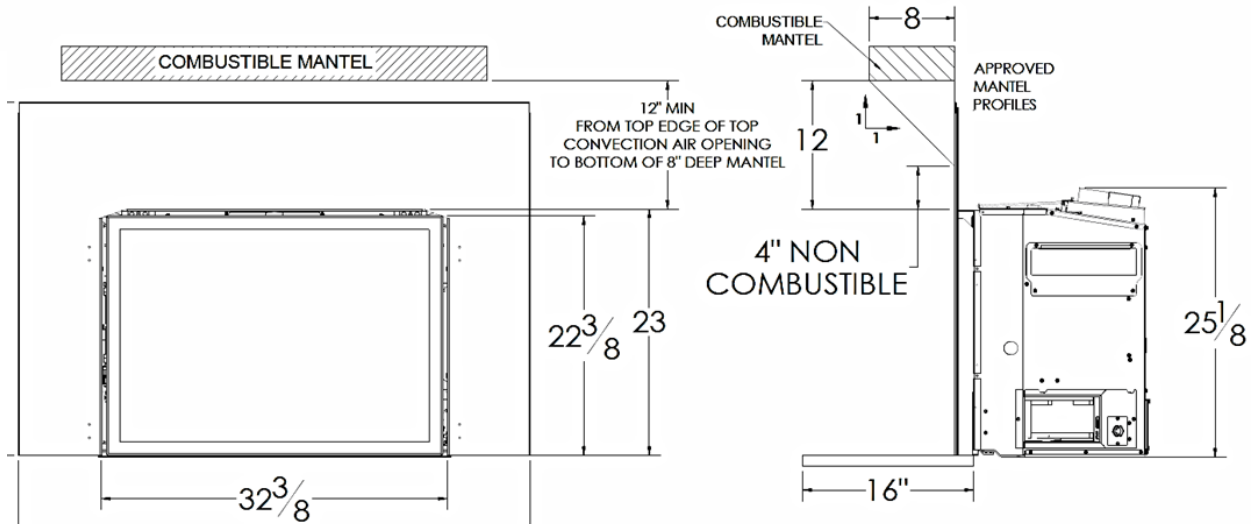 COMBUSTIBLE MANTEL
12" MIN
FROM TOP EDGE OF TOP
CONVECTION AIR OPENING
TO BOTTOM OF 8" DEEP MANTEL
22 3/8
23
32 3/8
COMBUSTIBLE
MANTEL
8
APPROVED
MANTEL
PROFILES
1
1
12
4" NON
COMBUSTIBLE
25 1/8
16"